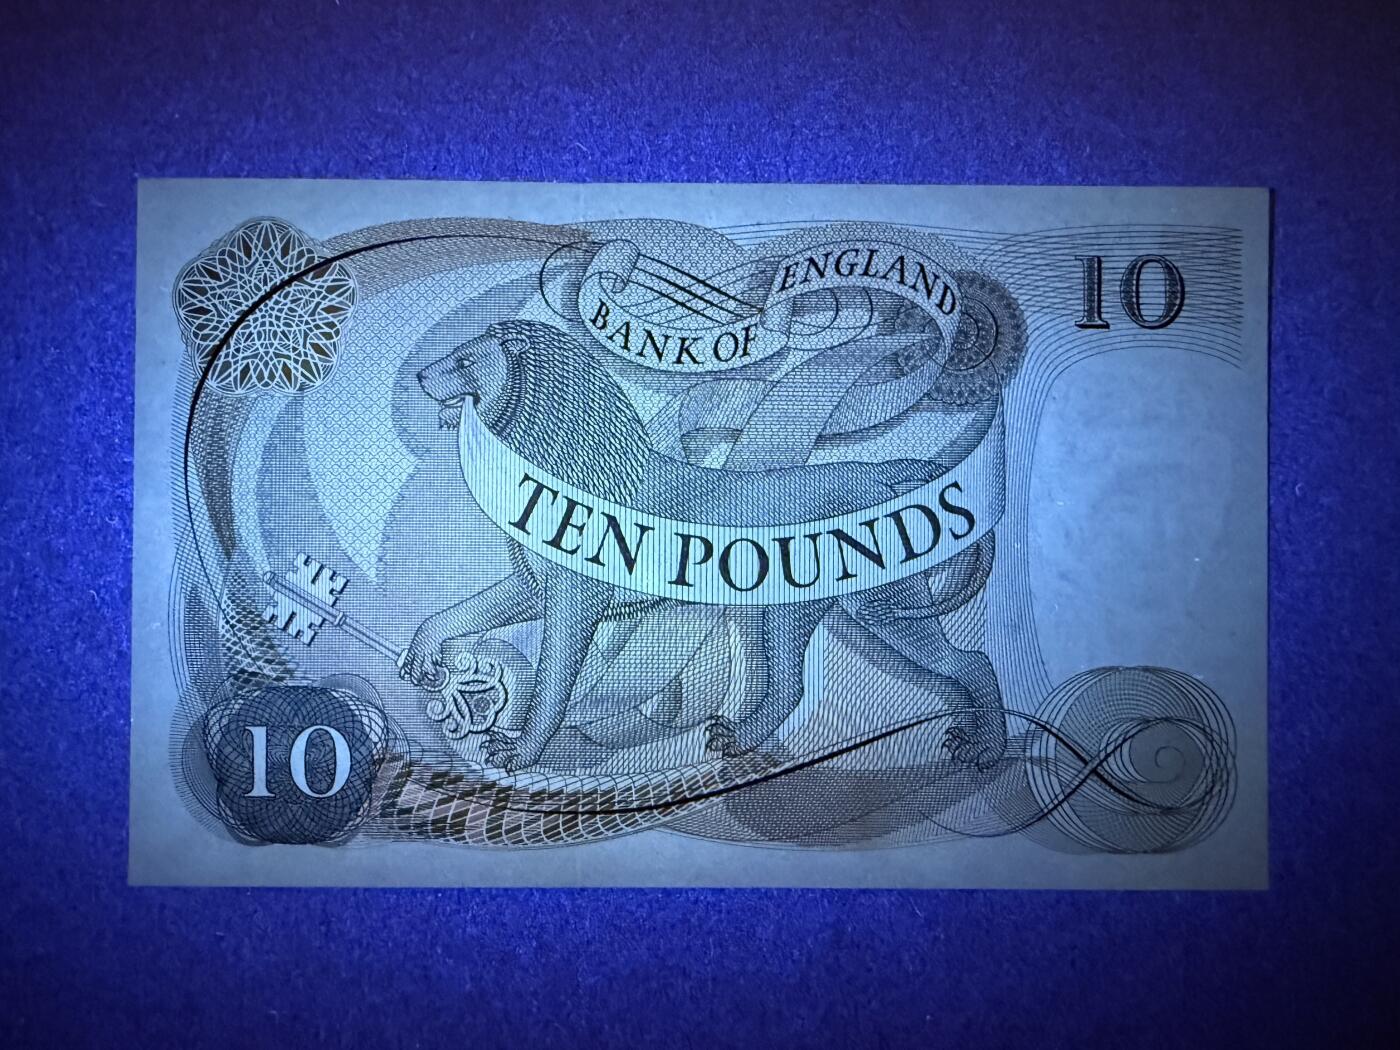 BANK OF ENGLAND
10
TEN POUNDS
10